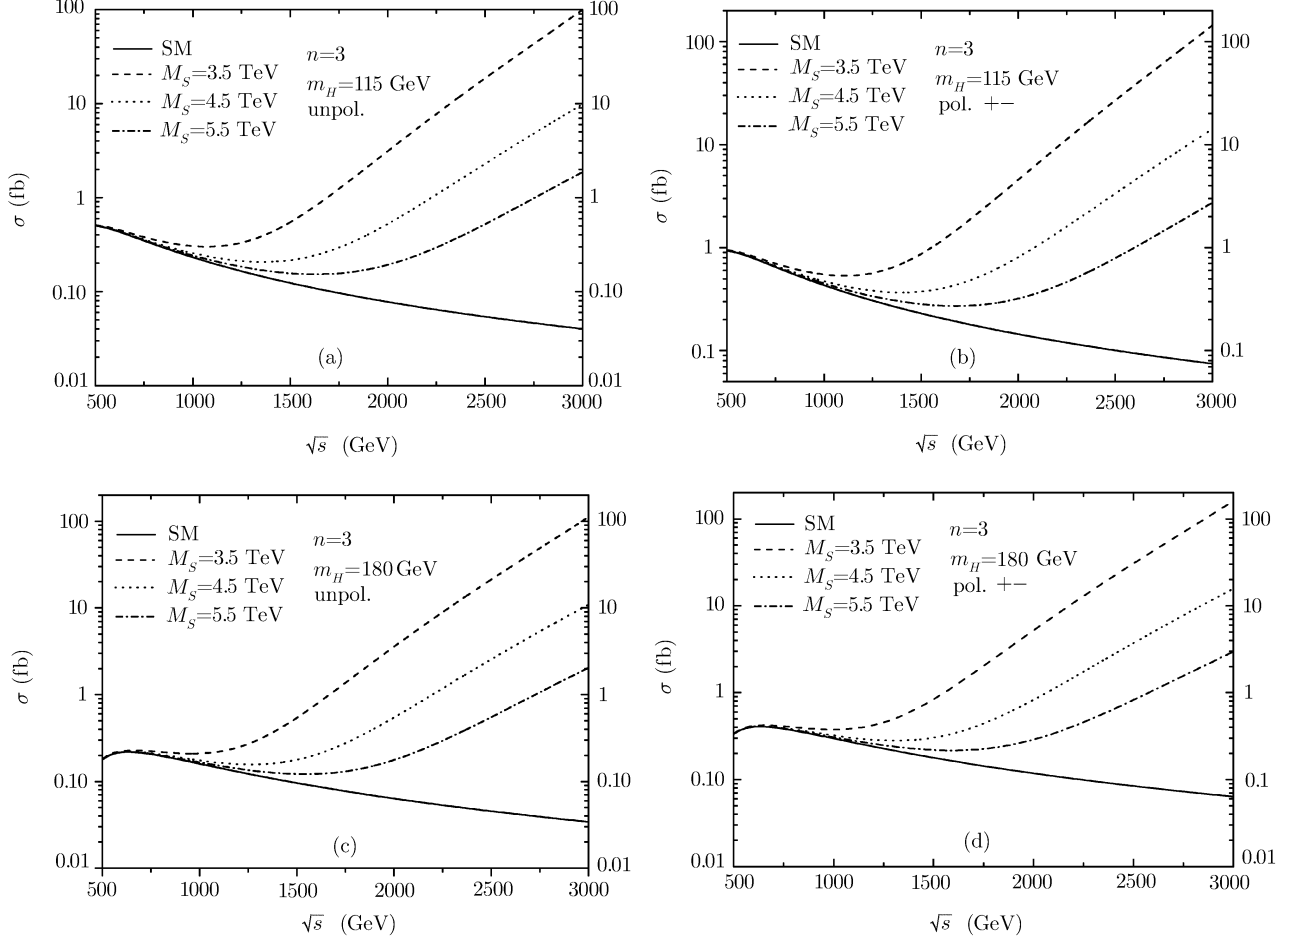 100
10
1
0.10
0.01
σ (fb)
SM
M_S=3.5 TeV
M_S=4.5 TeV
M_S=5.5 TeV
n=3
m_H=115 GeV
unpol.
(a)
100
10
1
0.10
0.01
500 1000 1500 2000 2500 3000
√s (GeV)
100
10
1
0.1
σ (fb)
SM
M_S=3.5 TeV
M_S=4.5 TeV
M_S=5.5 TeV
n=3
m_H=115 GeV
pol. +−
(b)
100
10
1
0.1
500 1000 1500 2000 2500 3000
√s (GeV)
100
10
1
0.10
0.01
σ (fb)
SM
M_S=3.5 TeV
M_S=4.5 TeV
M_S=5.5 TeV
n=3
m_H=180 GeV
unpol.
(c)
100
10
1
0.10
0.01
500 1000 1500 2000 2500 3000
√s (GeV)
100
10
1
0.10
0.01
σ (fb)
SM
M_S=3.5 TeV
M_S=4.5 TeV
M_S=5.5 TeV
n=3
m_H=180 GeV
pol. +−
(d)
100
10
1
0.1
0.01
500 1000 1500 2000 2500 3000
√s (GeV)